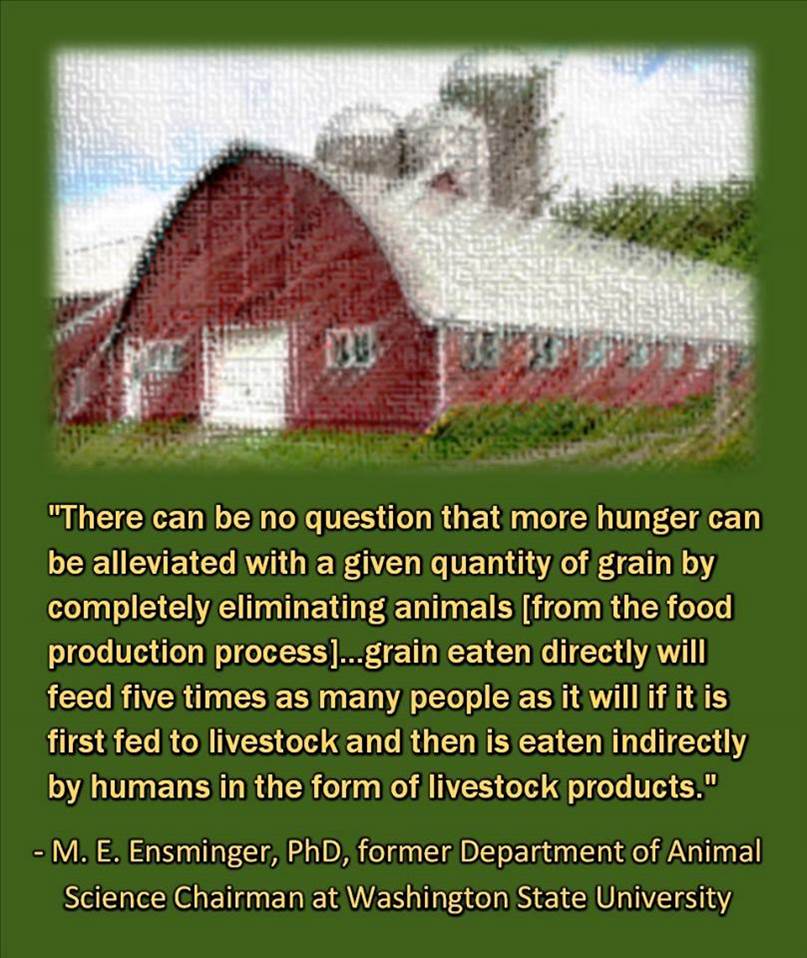 "There can be no question that more hunger can
be alleviated with a given quantity of grain by
completely eliminating animals [from the food
production process]...grain eaten directly will
feed five times as many people as it will if it is
first fed to livestock and then is eaten indirectly
by humans in the form of livestock products."
- M. E. Ensminger, PhD, former Department of Animal
Science Chairman at Washington State University